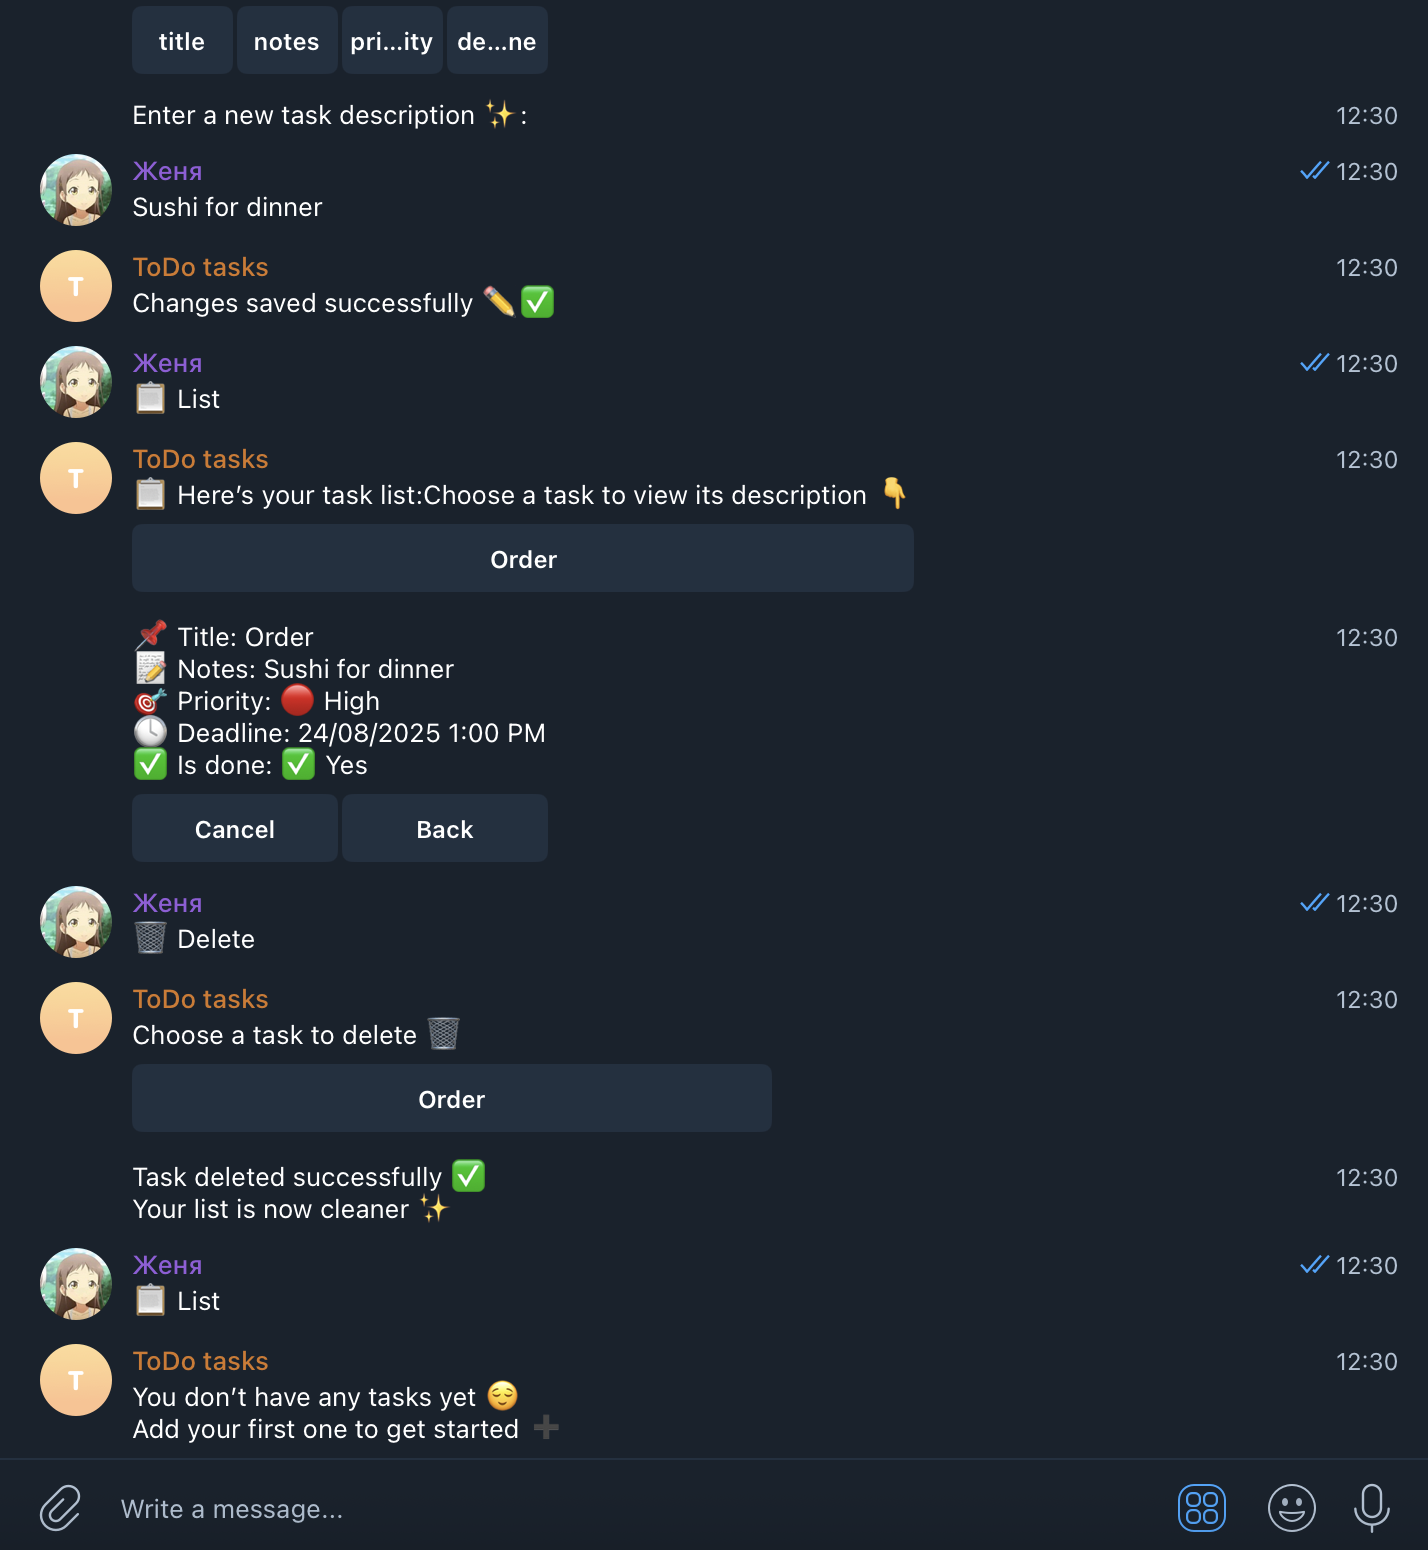 title notes pri...ity de...ne
Enter a new task description ✨: 12:30
Женя 12:30
Sushi for dinner
T ToDo tasks 12:30
Changes saved successfully ✏️✅
Женя 12:30
📋 List
T ToDo tasks 12:30
📋 Here’s your task list:Choose a task to view its description 👇
Order
📌 Title: Order 12:30
📝 Notes: Sushi for dinner
🎯 Priority: 🔴 High
🕓 Deadline: 24/08/2025 1:00 PM
✅ Is done: ✅ Yes
Cancel Back
Женя 12:30
🗑️ Delete
T ToDo tasks 12:30
Choose a task to delete 🗑️
Order
Task deleted successfully ✅ 12:30
Your list is now cleaner ✨
Женя 12:30
📋 List
T ToDo tasks 12:30
You don’t have any tasks yet 😌
Add your first one to get started ➕
Write a message...